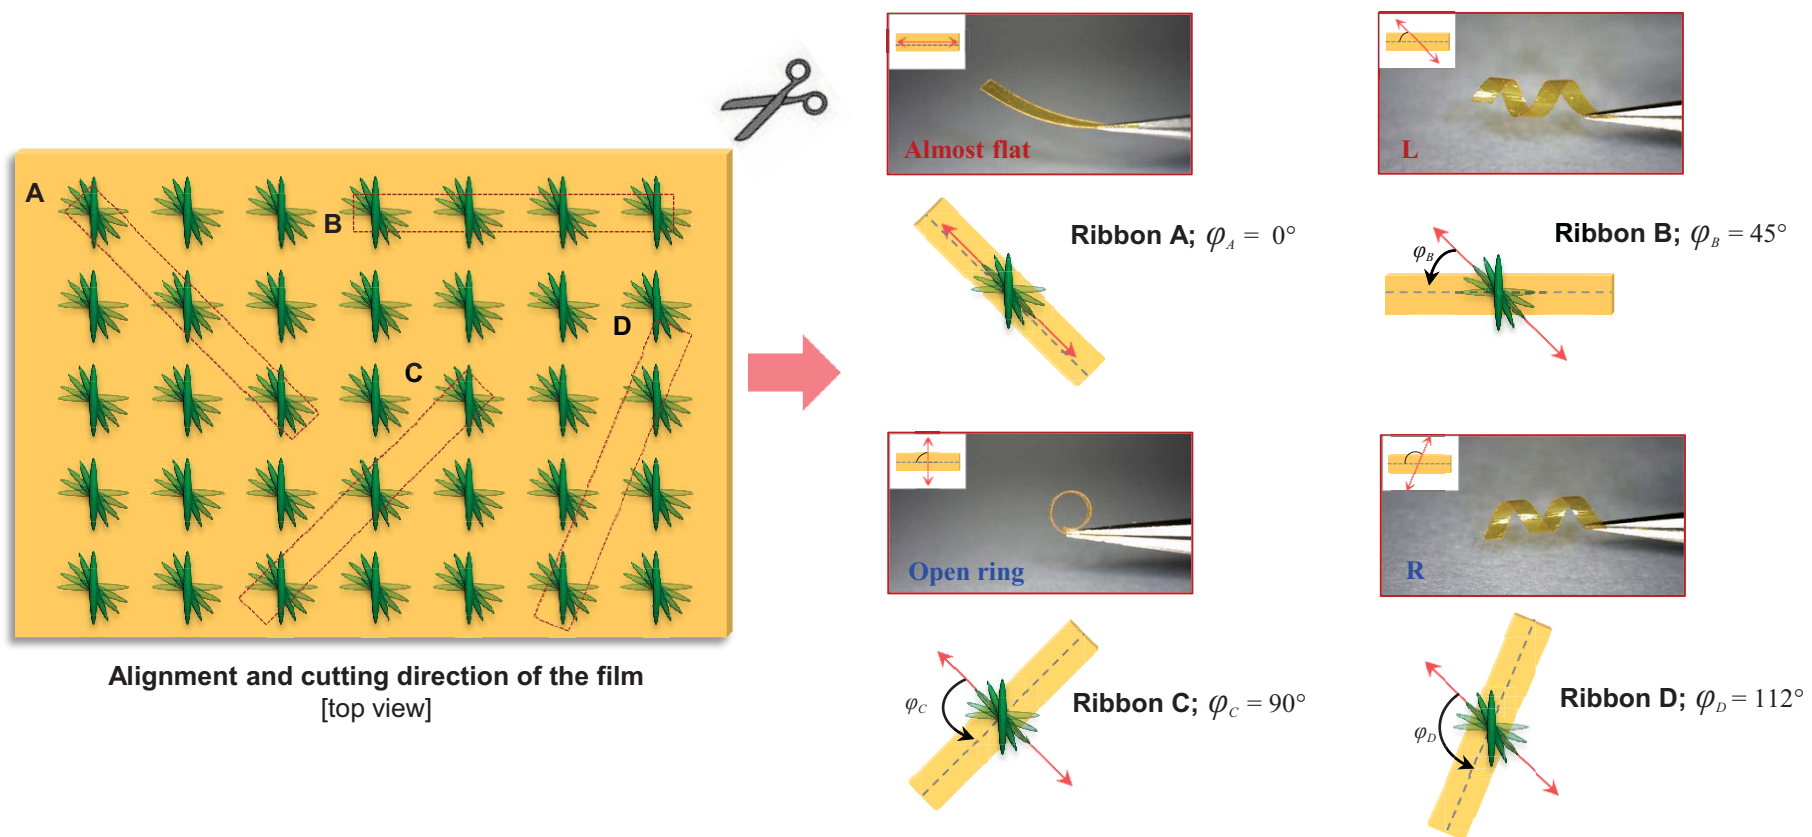 A
B
C
D
Alignment and cutting direction of the film
[top view]
Almost flat
L
Ribbon A; φA = 0°
Ribbon B; φB = 45°
φB
Open ring
R
Ribbon C; φC = 90°
φC
Ribbon D; φD = 112°
φD